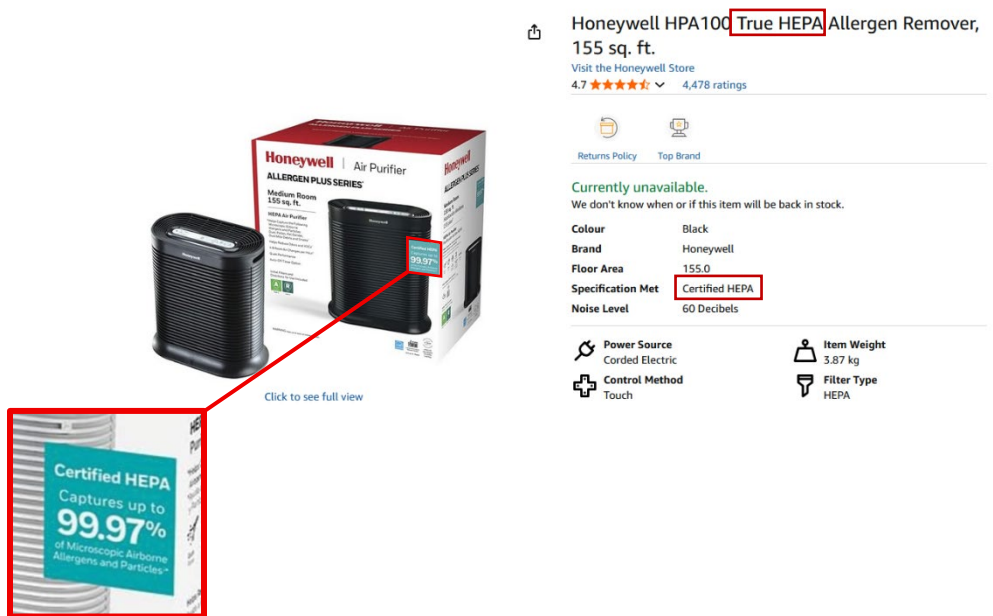 Honeywell HPA100 True HEPA Allergen Remover,
155 sq. ft.
Visit the Honeywell Store
4.7
4,478 ratings
Returns Policy
Top Brand
Currently unavailable.
We don't know when or if this item will be back in stock.
Colour Black
Brand Honeywell
Floor Area 155.0
Specification Met Certified HEPA
Noise Level 60 Decibels
Power Source
Corded Electric
Item Weight
3.87 kg
Control Method
Touch
Filter Type
HEPA
Honeywell | Air Purifier
ALLERGEN PLUS SERIES
Medium Room
155 sq. ft.
HEPA Air Purifier
Honeywell
Certified HEPA
99.97%
Click to see full view
Certified HEPA
Captures up to
99.97%
of Microscopic Airborne
Allergens and Particles